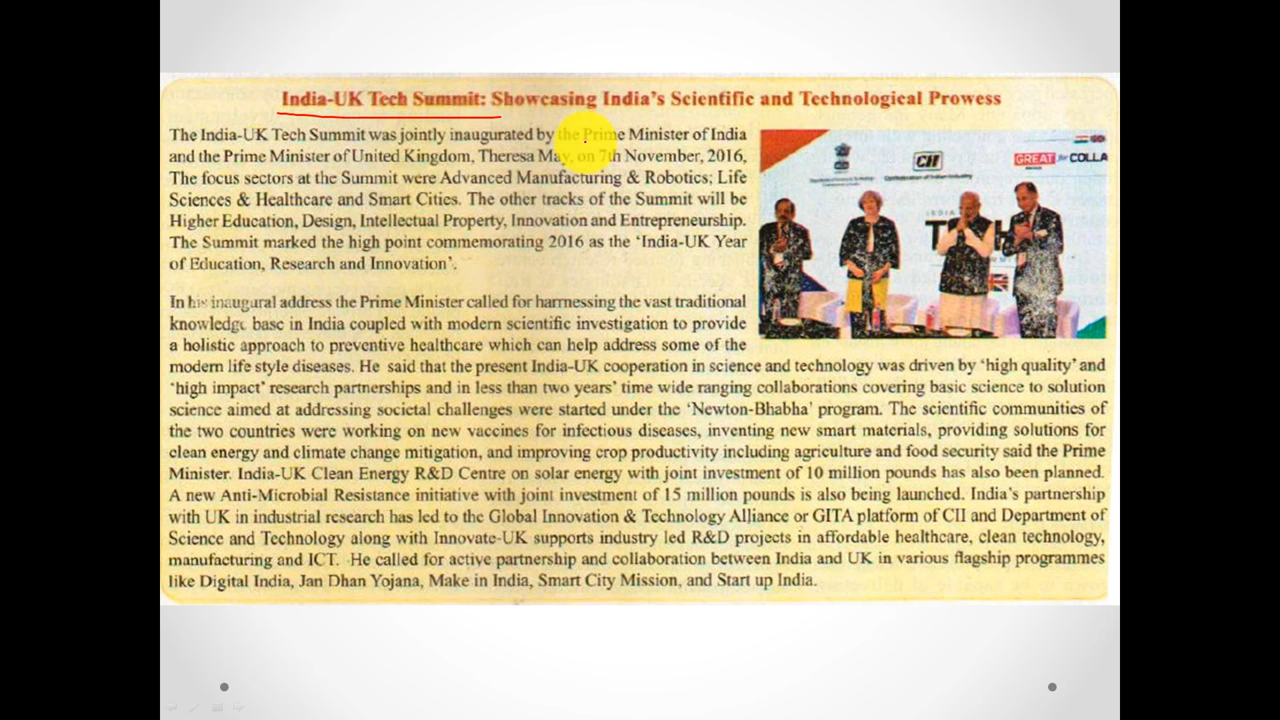 India-UK Tech Summit: Showcasing India's Scientific and Technological Prowess
The India-UK Tech Summit was jointly inaugurated by the Prime Minister of India
and the Prime Minister of United Kingdom, Theresa May, on 7th November, 2016,
The focus sectors at the Summit were Advanced Manufacturing & Robotics; Life
Sciences & Healthcare and Smart Cities. The other tracks of the Summit will be
Higher Education, Design, Intellectual Property, Innovation and Entrepreneurship.
The Summit marked the high point commemorating 2016 as the 'India-UK Year
of Education, Research and Innovation'.
CII
Confederation of Indian Industry
GREAT for COLLA
INDIA
In his inaugural address the Prime Minister called for harnessing the vast traditional
knowledge base in India coupled with modern scientific investigation to provide
a holistic approach to preventive healthcare which can help address some of the
modern life style diseases. He said that the present India-UK cooperation in science and technology was driven by 'high quality' and
'high impact' research partnerships and in less than two years' time wide ranging collaborations covering basic science to solution
science aimed at addressing societal challenges were started under the 'Newton-Bhabha' program. The scientific communities of
the two countries were working on new vaccines for infectious diseases, inventing new smart materials, providing solutions for
clean energy and climate change mitigation, and improving crop productivity including agriculture and food security said the Prime
Minister. India-UK Clean Energy R&D Centre on solar energy with joint investment of 10 million pounds has also been planned.
A new Anti-Microbial Resistance initiative with joint investment of 15 million pounds is also being launched. India's partnership
with UK in industrial research has led to the Global Innovation & Technology Alliance or GITA platform of CII and Department of
Science and Technology along with Innovate-UK supports industry led R&D projects in affordable healthcare, clean technology,
manufacturing and ICT. He called for active partnership and collaboration between India and UK in various flagship programmes
like Digital India, Jan Dhan Yojana, Make in India, Smart City Mission, and Start up India.